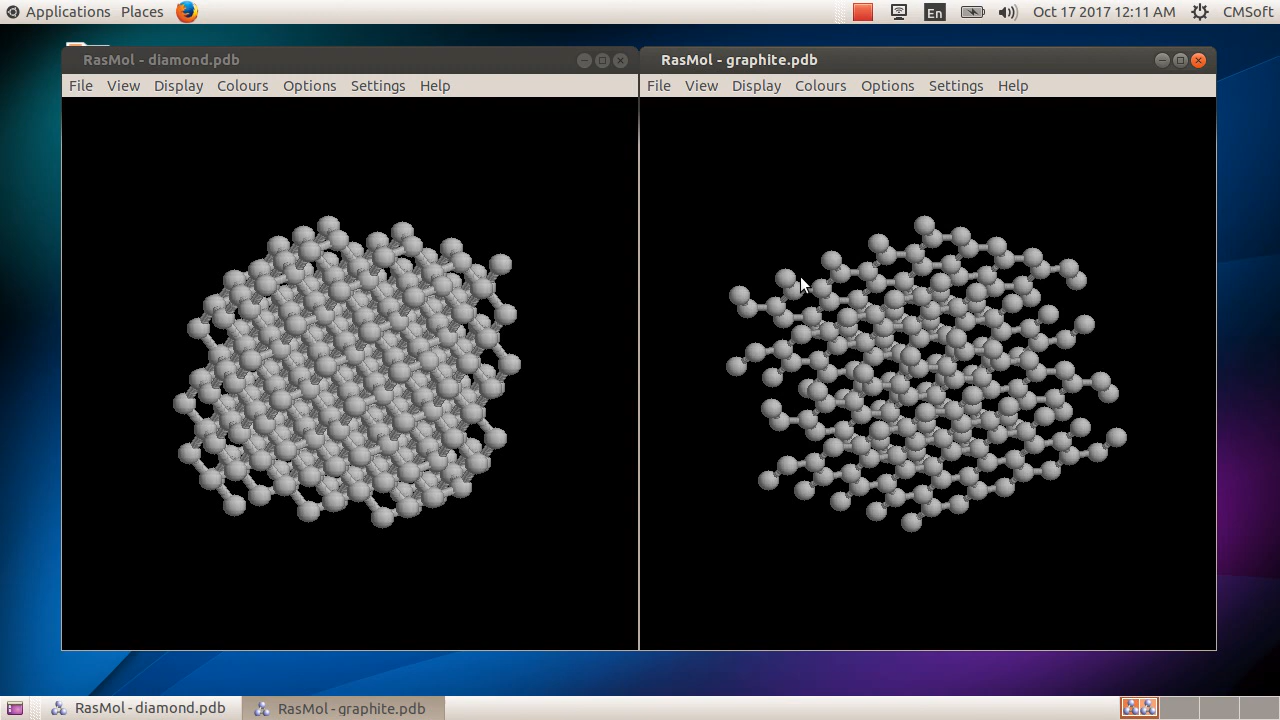 Applications Places En Oct 17 2017 12:11 AM CMSoft
RasMol - diamond.pdb
File View Display Colours Options Settings Help
RasMol - graphite.pdb
File View Display Colours Options Settings Help
RasMol - diamond.pdb RasMol - graphite.pdb